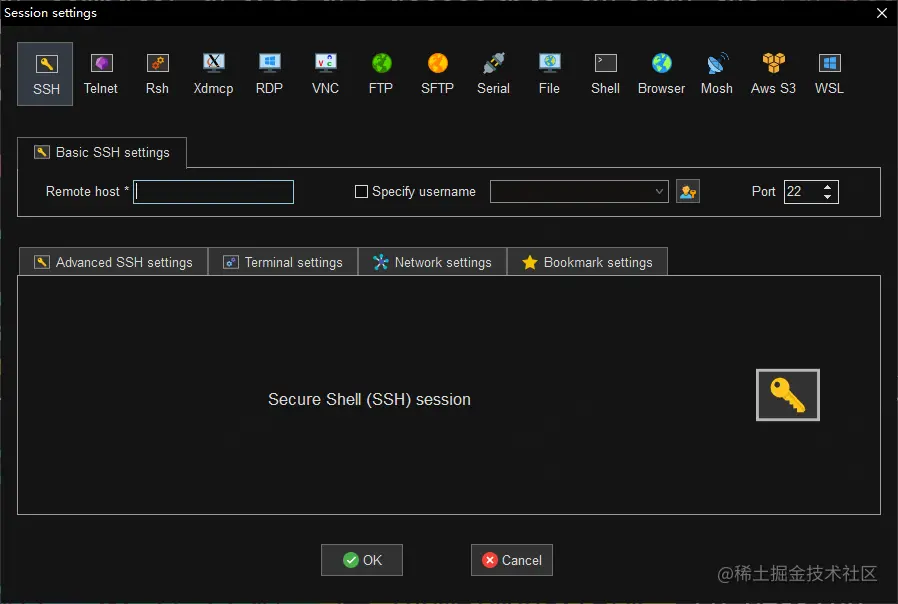 Session settings
SSH Telnet Rsh Xdmcp RDP VNC FTP SFTP Serial File Shell Browser Mosh Aws S3 WSL
Basic SSH settings
Remote host * Specify username Port 22
Advanced SSH settings Terminal settings Network settings Bookmark settings
Secure Shell (SSH) session
OK Cancel
@稀土掘金技术社区